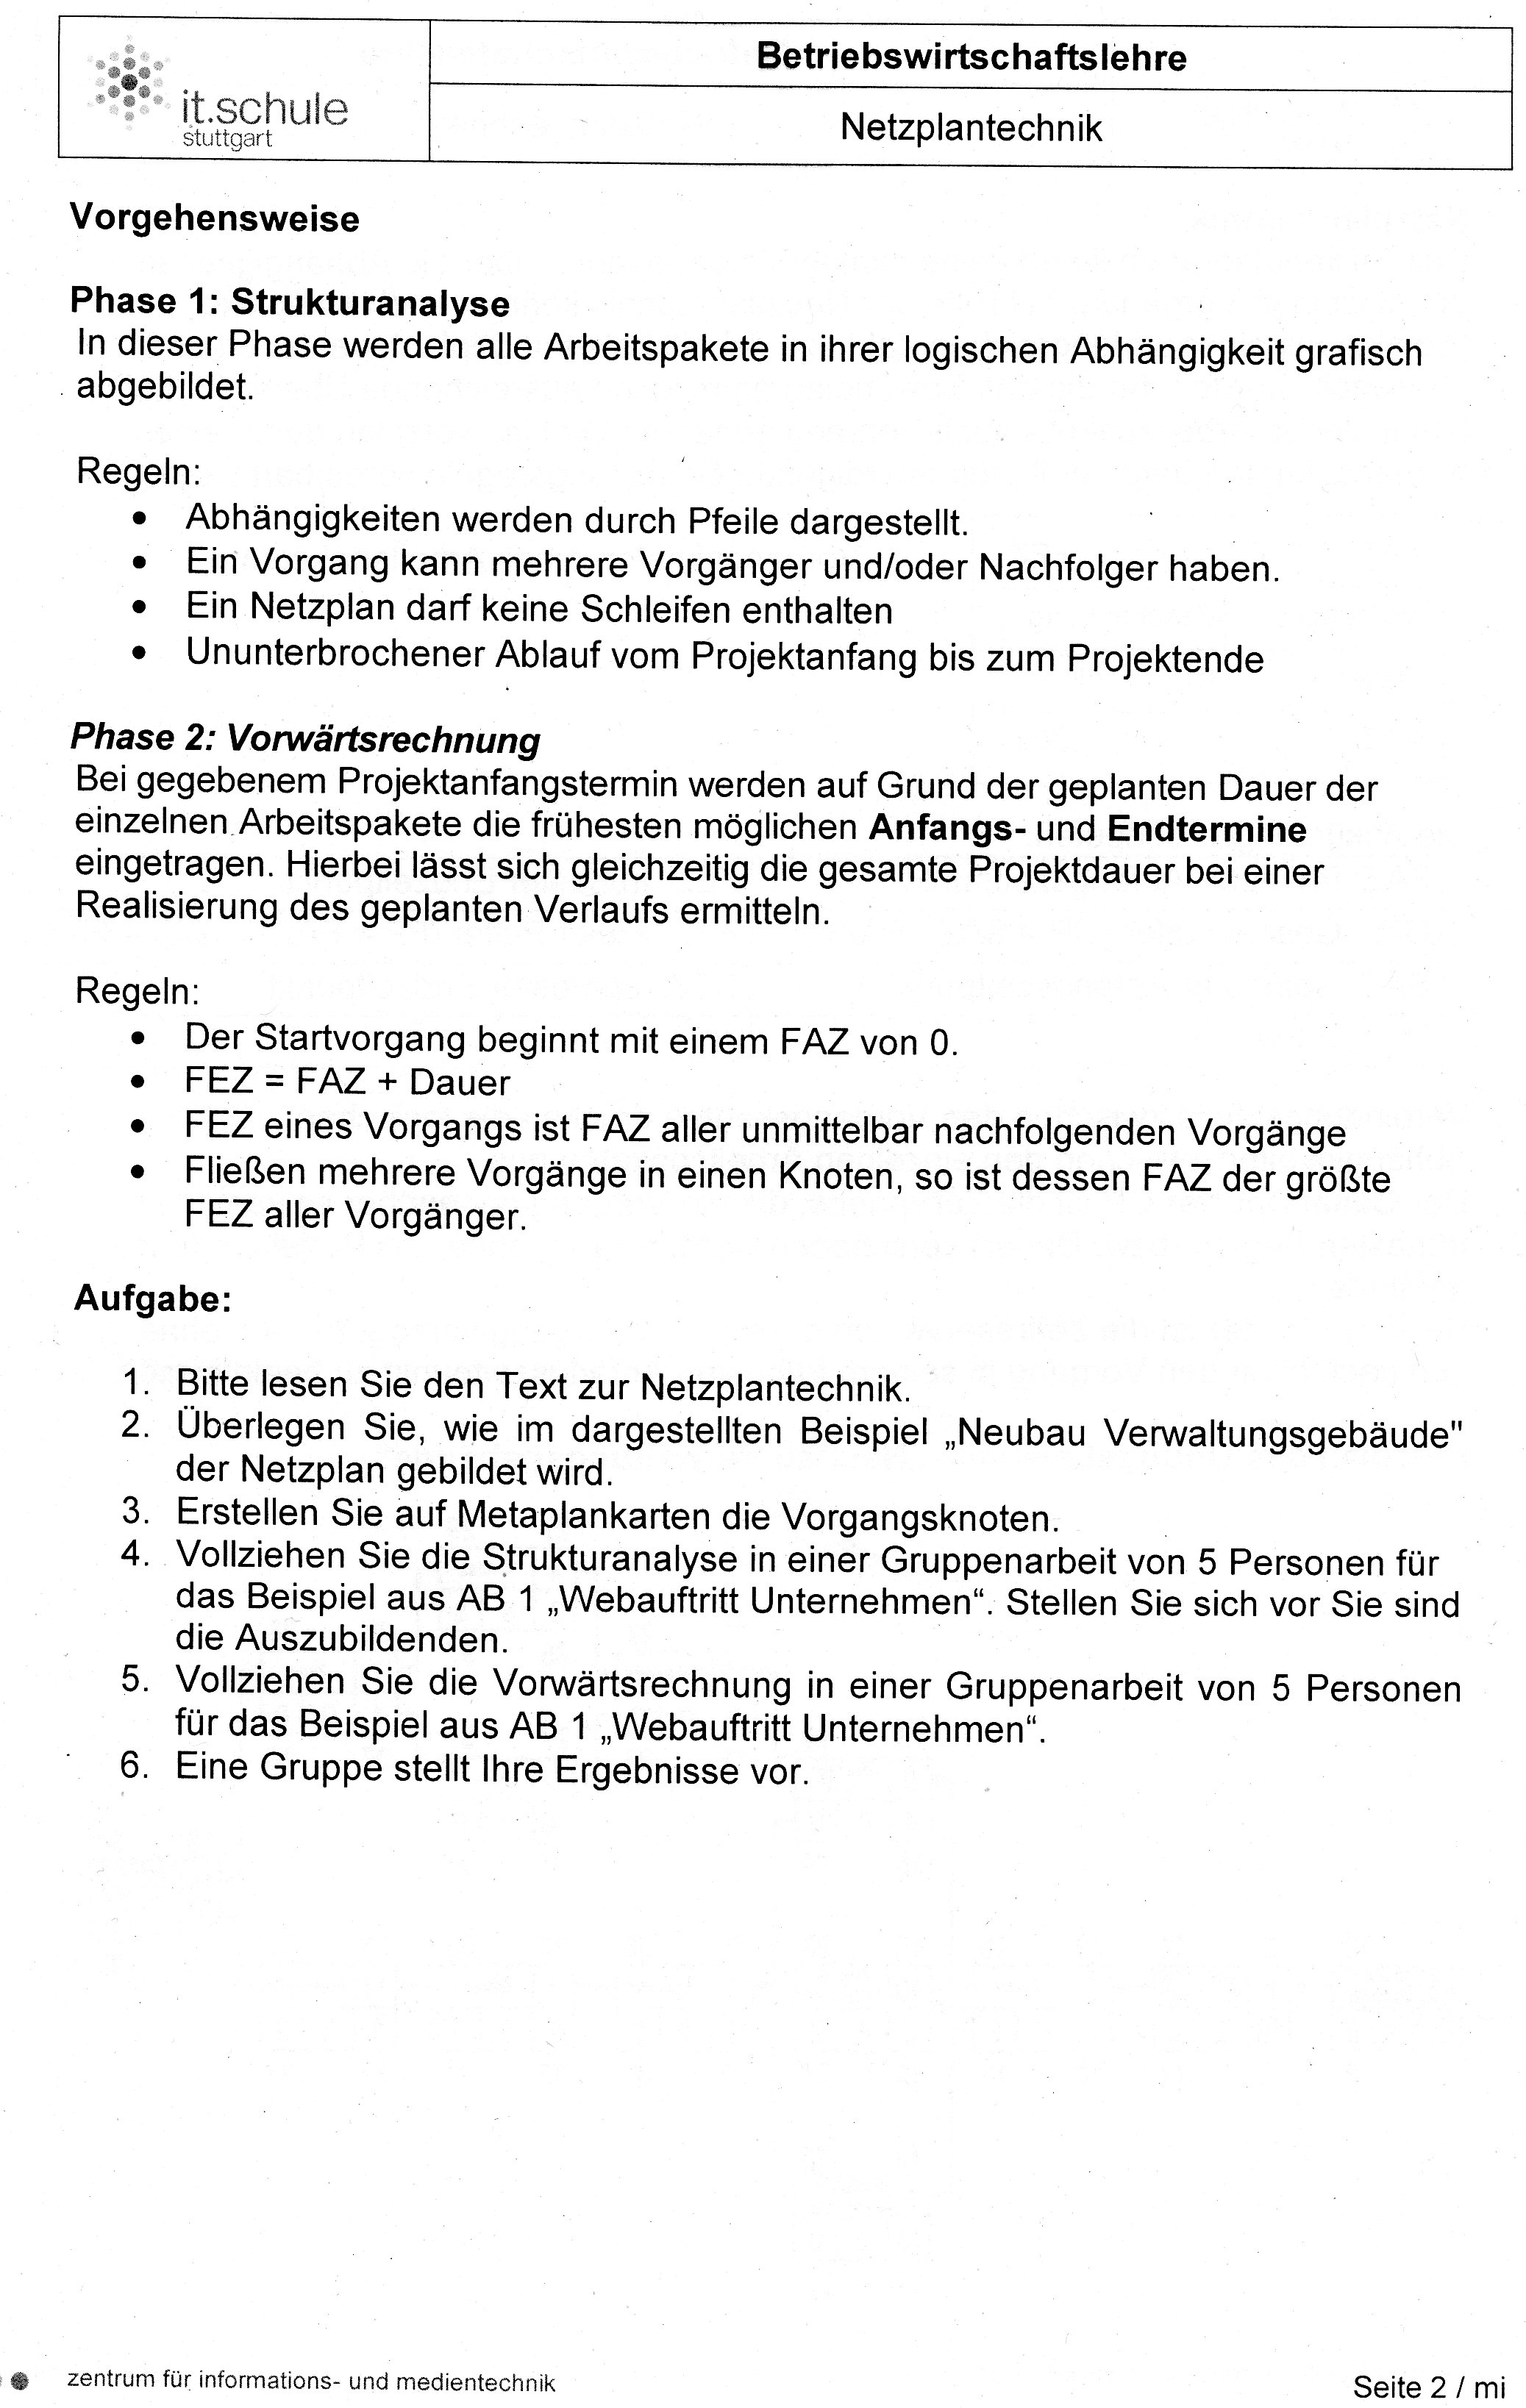 it.schule
stuttgart
Betriebswirtschaftslehre
Netzplantechnik
Vorgehensweise
Phase 1: Strukturanalyse
In dieser Phase werden alle Arbeitspakete in ihrer logischen Abhängigkeit grafisch
abgebildet.
Regeln:
• Abhängigkeiten werden durch Pfeile dargestellt.
• Ein Vorgang kann mehrere Vorgänger und/oder Nachfolger haben.
• Ein Netzplan darf keine Schleifen enthalten
• Ununterbrochener Ablauf vom Projektanfang bis zum Projektende
Phase 2: Vorwärtsrechnung
Bei gegebenem Projektanfangstermin werden auf Grund der geplanten Dauer der
einzelnen Arbeitspakete die frühesten möglichen Anfangs- und Endtermine
eingetragen. Hierbei lässt sich gleichzeitig die gesamte Projektdauer bei einer
Realisierung des geplanten Verlaufs ermitteln.
Regeln:
• Der Startvorgang beginnt mit einem FAZ von 0.
• FEZ = FAZ + Dauer
• FEZ eines Vorgangs ist FAZ aller unmittelbar nachfolgenden Vorgänge
• Fließen mehrere Vorgänge in einen Knoten, so ist dessen FAZ der größte
FEZ aller Vorgänger.
Aufgabe:
1. Bitte lesen Sie den Text zur Netzplantechnik.
2. Überlegen Sie, wie im dargestellten Beispiel „Neubau Verwaltungsgebäude"
der Netzplan gebildet wird.
3. Erstellen Sie auf Metaplankarten die Vorgangsknoten.
4. Vollziehen Sie die Strukturanalyse in einer Gruppenarbeit von 5 Personen für
das Beispiel aus AB 1 „Webauftritt Unternehmen“. Stellen Sie sich vor Sie sind
die Auszubildenden.
5. Vollziehen Sie die Vorwärtsrechnung in einer Gruppenarbeit von 5 Personen
für das Beispiel aus AB 1 „Webauftritt Unternehmen“.
6. Eine Gruppe stellt Ihre Ergebnisse vor.
zentrum für informations- und medientechnik
Seite 2 / mi